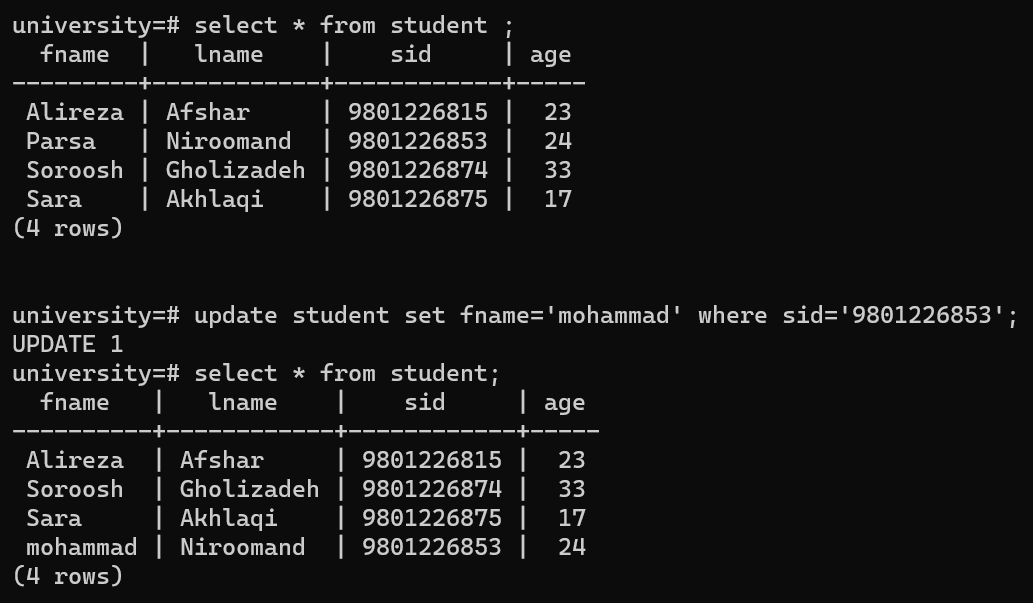 university=# select * from student ;
  fname  |   lname    |    sid     | age
---------+------------+------------+-----
 Alireza | Afshar     | 9801226815 |  23
 Parsa   | Niroomand  | 9801226853 |  24
 Soroosh | Gholizadeh | 9801226874 |  33
 Sara    | Akhlaqi    | 9801226875 |  17
(4 rows)
university=# update student set fname='mohammad' where sid='9801226853';
UPDATE 1
university=# select * from student;
  fname   |   lname    |    sid     | age
----------+------------+------------+-----
 Alireza  | Afshar     | 9801226815 |  23
 Soroosh  | Gholizadeh | 9801226874 |  33
 Sara     | Akhlaqi    | 9801226875 |  17
 mohammad | Niroomand  | 9801226853 |  24
(4 rows)